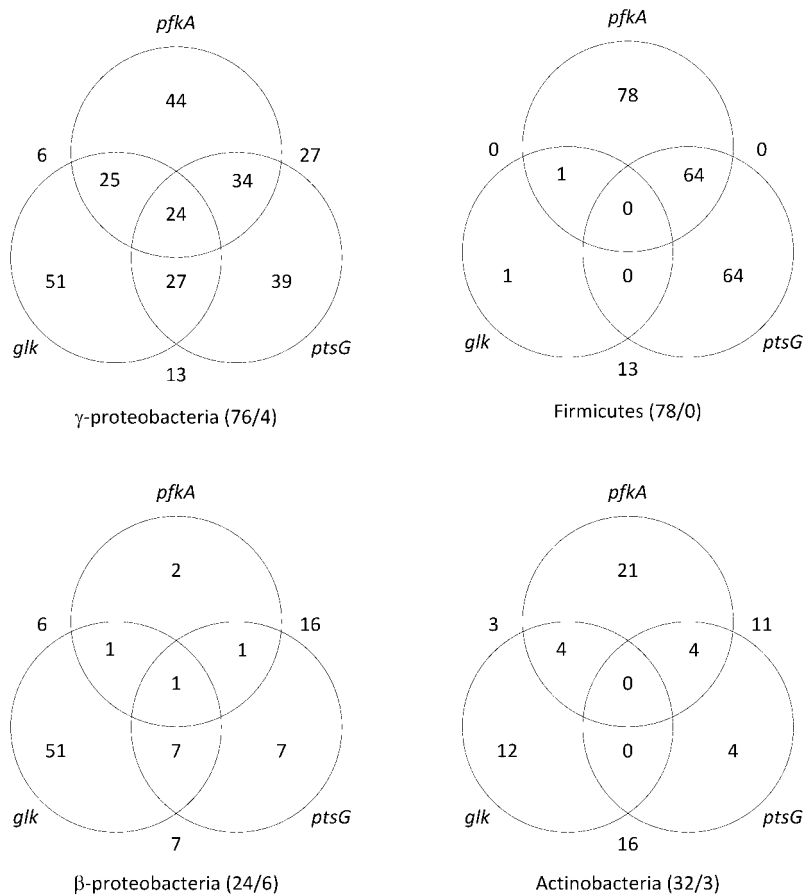 pfkA
44
6
27
25
34
24
51
27
39
glk
ptsG
13
γ-proteobacteria (76/4)
pfkA
78
0
0
1
64
0
1
0
64
glk
ptsG
13
Firmicutes (78/0)
pfkA
2
6
16
1
1
1
51
7
7
glk
ptsG
7
β-proteobacteria (24/6)
pfkA
21
3
11
4
4
0
12
0
4
glk
ptsG
16
Actinobacteria (32/3)